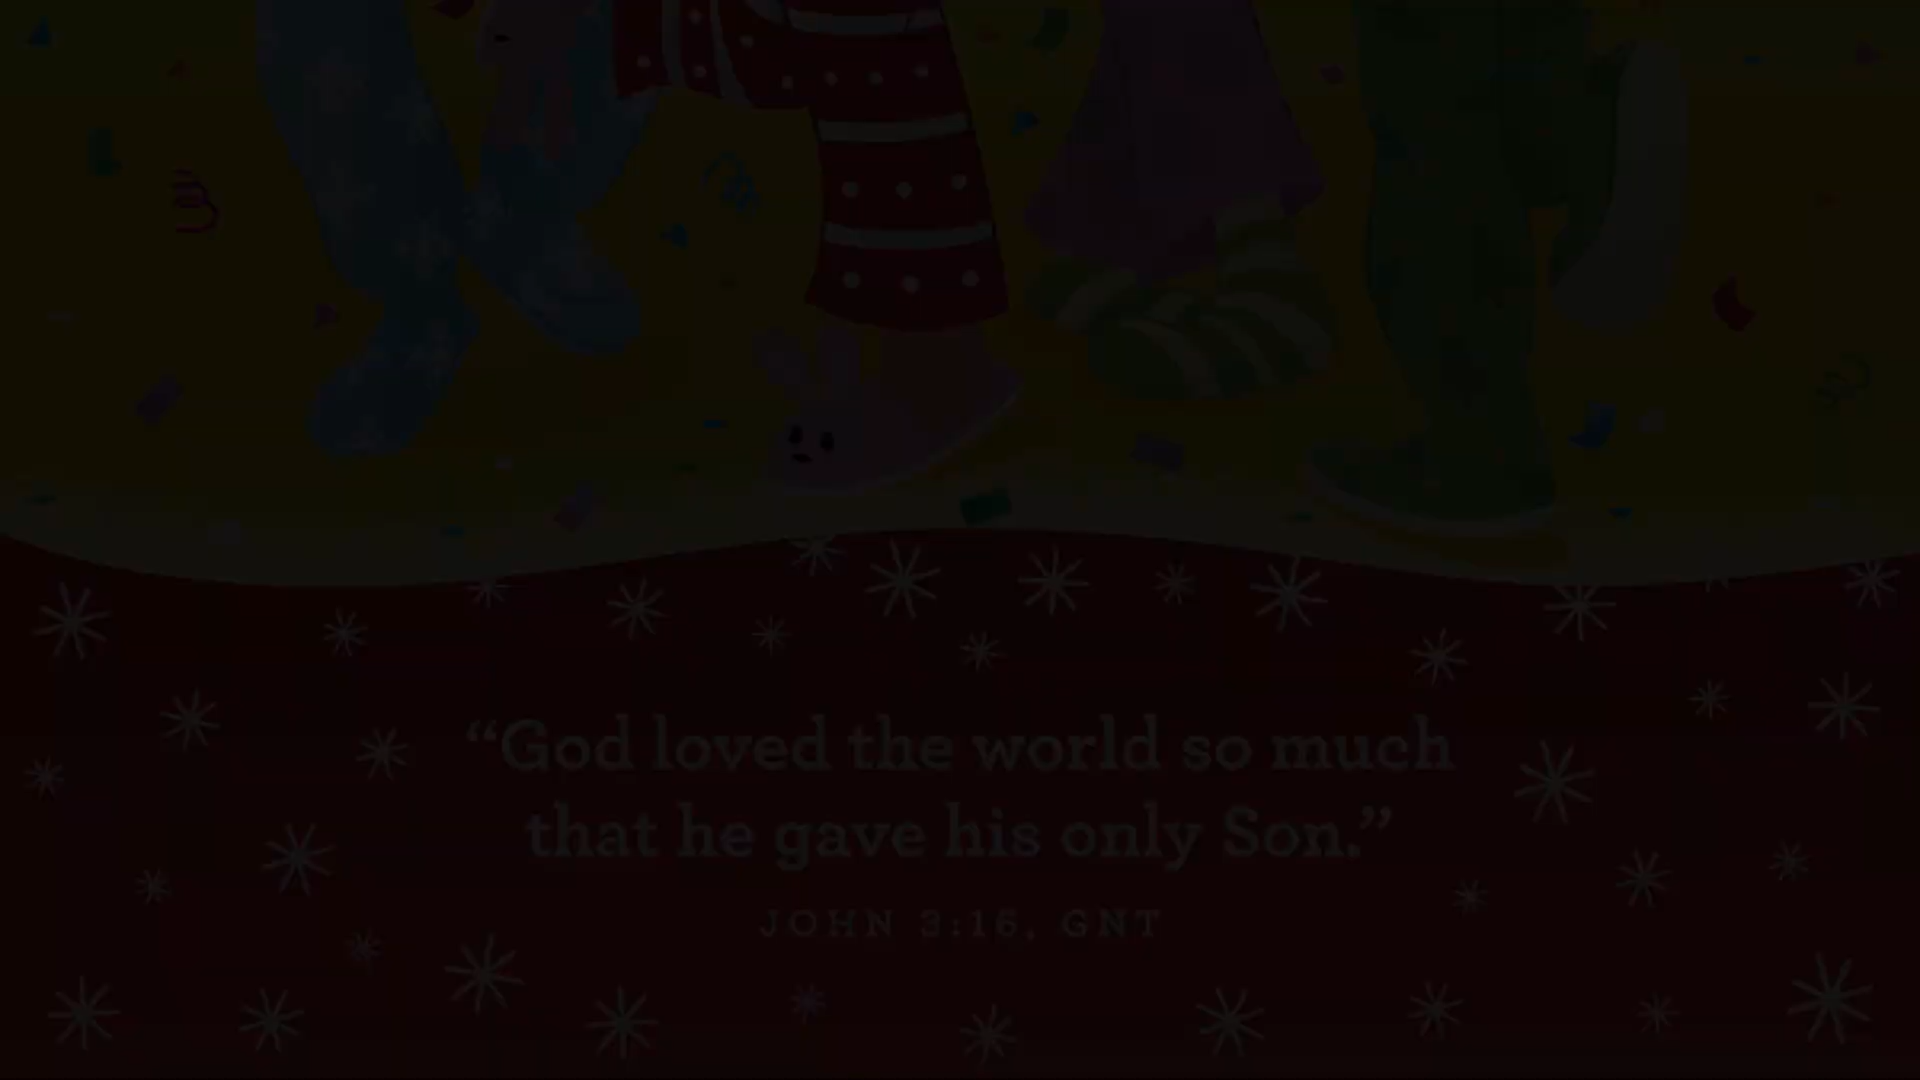 “God loved the world so much
that he gave his only Son.”
JOHN 3:16, GNT